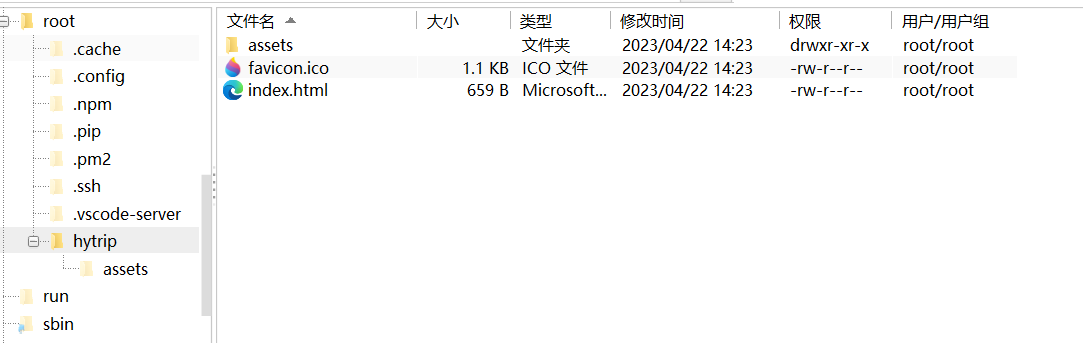 root
.cache
.config
.npm
.pip
.pm2
.ssh
.vscode-server
hytrip
assets
run
sbin
文件名 大小 类型 修改时间 权限 用户/用户组
assets 文件夹 2023/04/22 14:23 drwxr-xr-x root/root
favicon.ico 1.1 KB ICO 文件 2023/04/22 14:23 -rw-r--r-- root/root
index.html 659 B Microsoft... 2023/04/22 14:23 -rw-r--r-- root/root